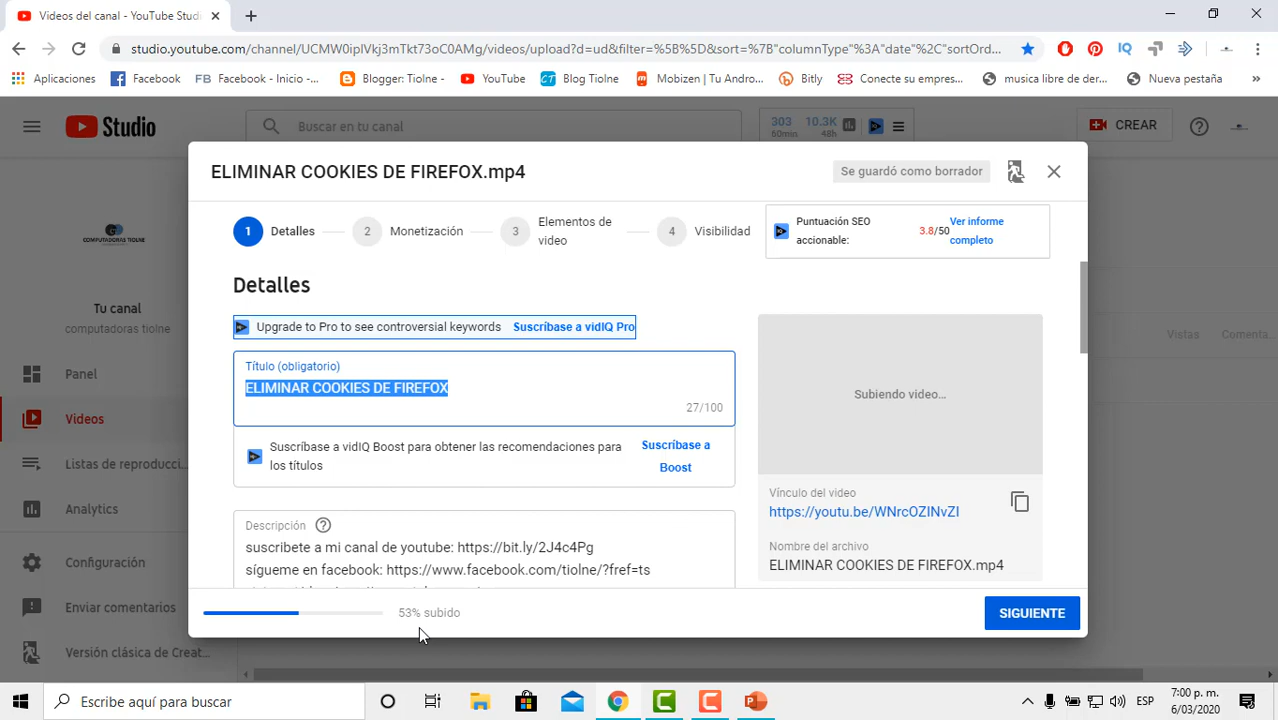 Videos del canal - YouTube Stud
studio.youtube.com/channel/UCMW0iplVkj3mTkt73oC0AMg/videos/upload?d=ud&filter=%5B%5D&sort=%7B"columnType"%3A"date"%2C"sortOrd...
Aplicaciones
Facebook
FB Facebook - Inicio -...
Blogger: Tiolne -...
YouTube
CT Blog Tiolne
Mobizen | Tu Andro...
Bitly
Conecte su empres...
musica libre de der...
Nueva pestaña
»
Studio
Buscar en tu canal
303
60min
10.3K
48h
CREAR
ELIMINAR COOKIES DE FIREFOX.mp4
Se guardó como borrador
1 Detalles
2 Monetización
3 Elementos de
video
4 Visibilidad
Puntuación SEO
accionable:
3.8/50
Ver informe
completo
Detalles
Upgrade to Pro to see controversial keywords Suscríbase a vidIQ Pro
Título (obligatorio)
ELIMINAR COOKIES DE FIREFOX
27/100
Suscríbase a vidIQ Boost para obtener las recomendaciones para
los títulos
Suscríbase a
Boost
Descripción
suscribete a mi canal de youtube: https://bit.ly/2J4c4Pg
sígueme en facebook: https://www.facebook.com/tiolne/?fref=ts
Subiendo video...
Vínculo del video
https://youtu.be/WNrcOZINvZI
Nombre del archivo
ELIMINAR COOKIES DE FIREFOX.mp4
53% subido
SIGUIENTE
COMPUTADORAS TIOLNE
Tu canal
computadoras tiolne
Panel
Videos
Listas de reproducci...
Analytics
Configuración
Enviar comentarios
Versión clásica de Creat...
Vistas
Comenta...
Escribe aquí para buscar
ESP
7:00 p. m.
6/03/2020